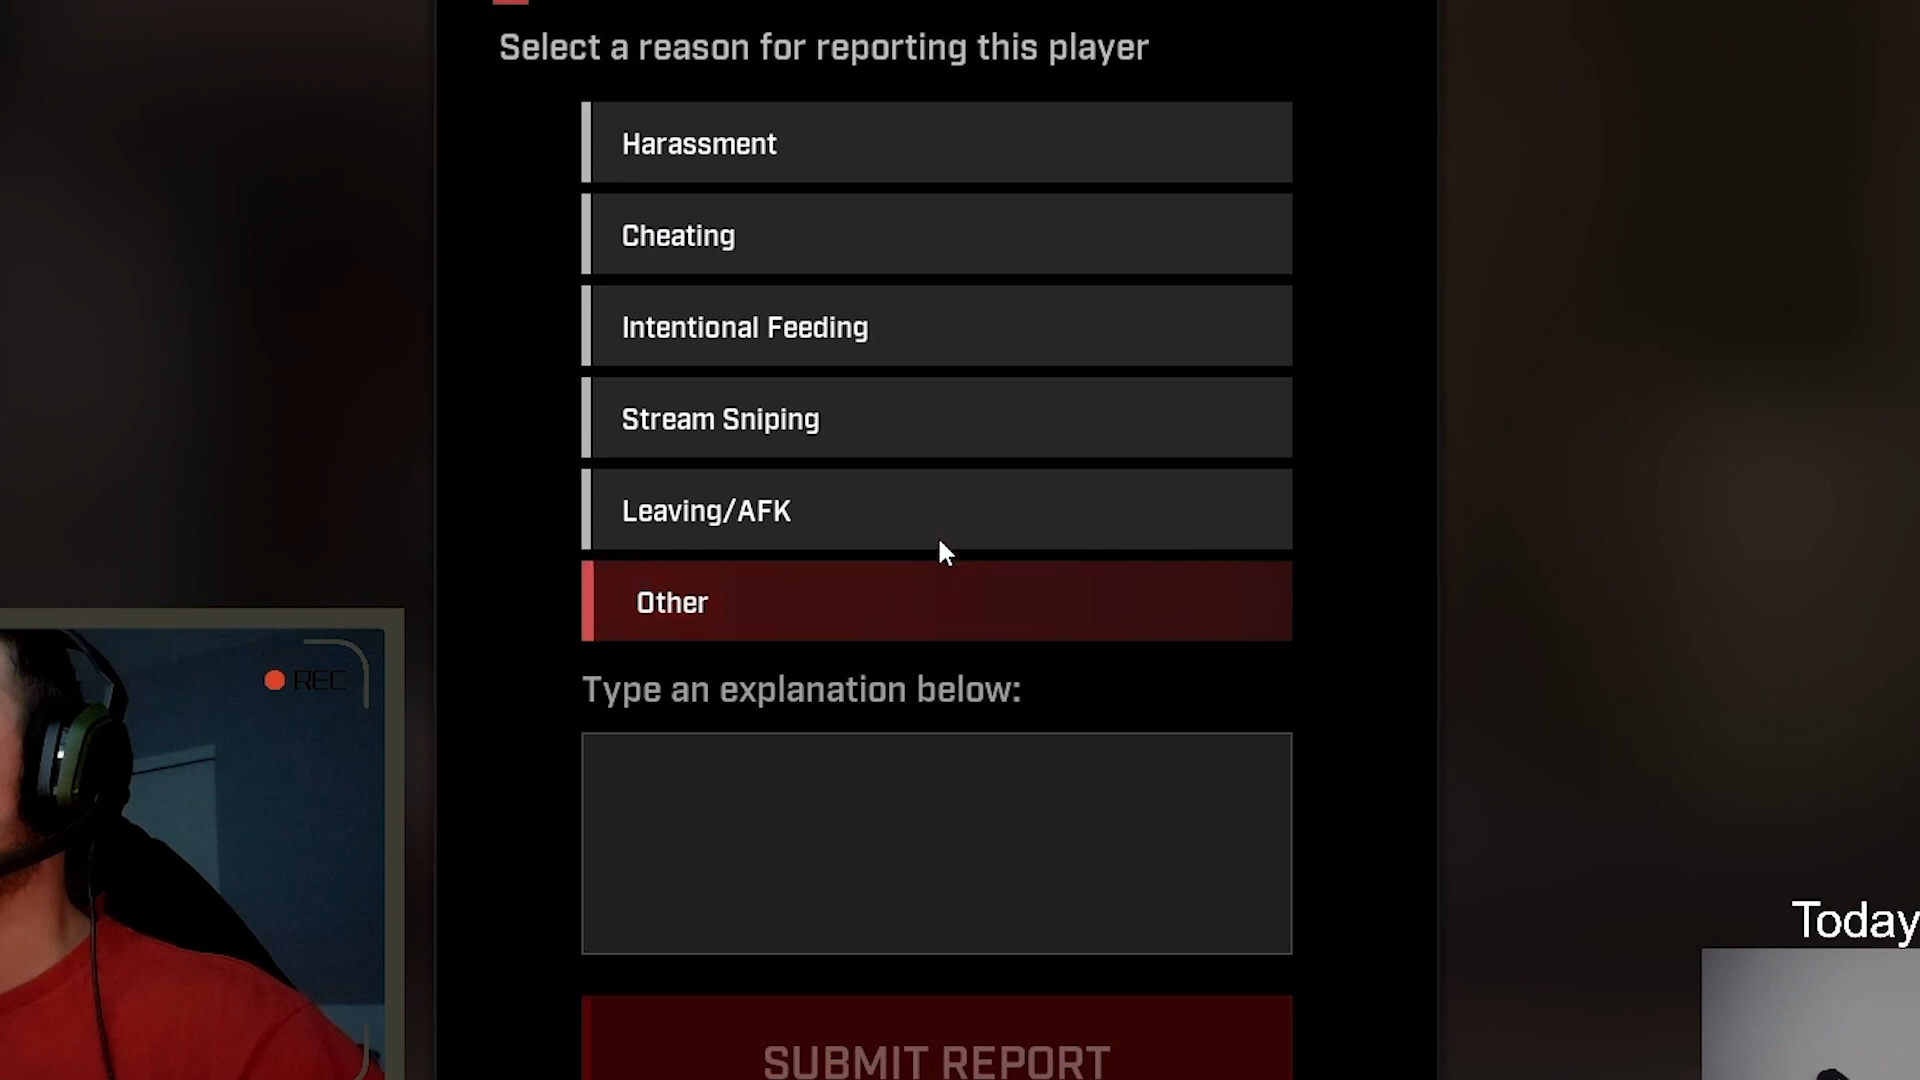 Select a reason for reporting this player
Harassment
Cheating
Intentional Feeding
Stream Sniping
Leaving/AFK
Other
Type an explanation below:
SUBMIT REPORT
REC
Today